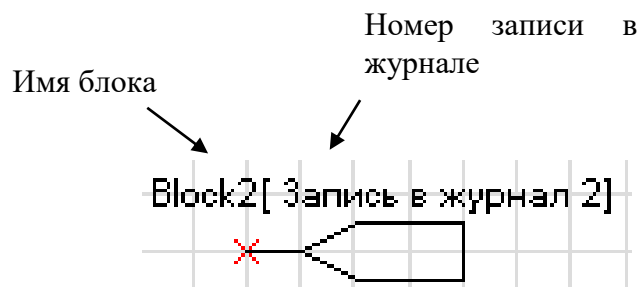 Номер записи в
журнале
Имя блока
Block2[ Запись в журнал 2]